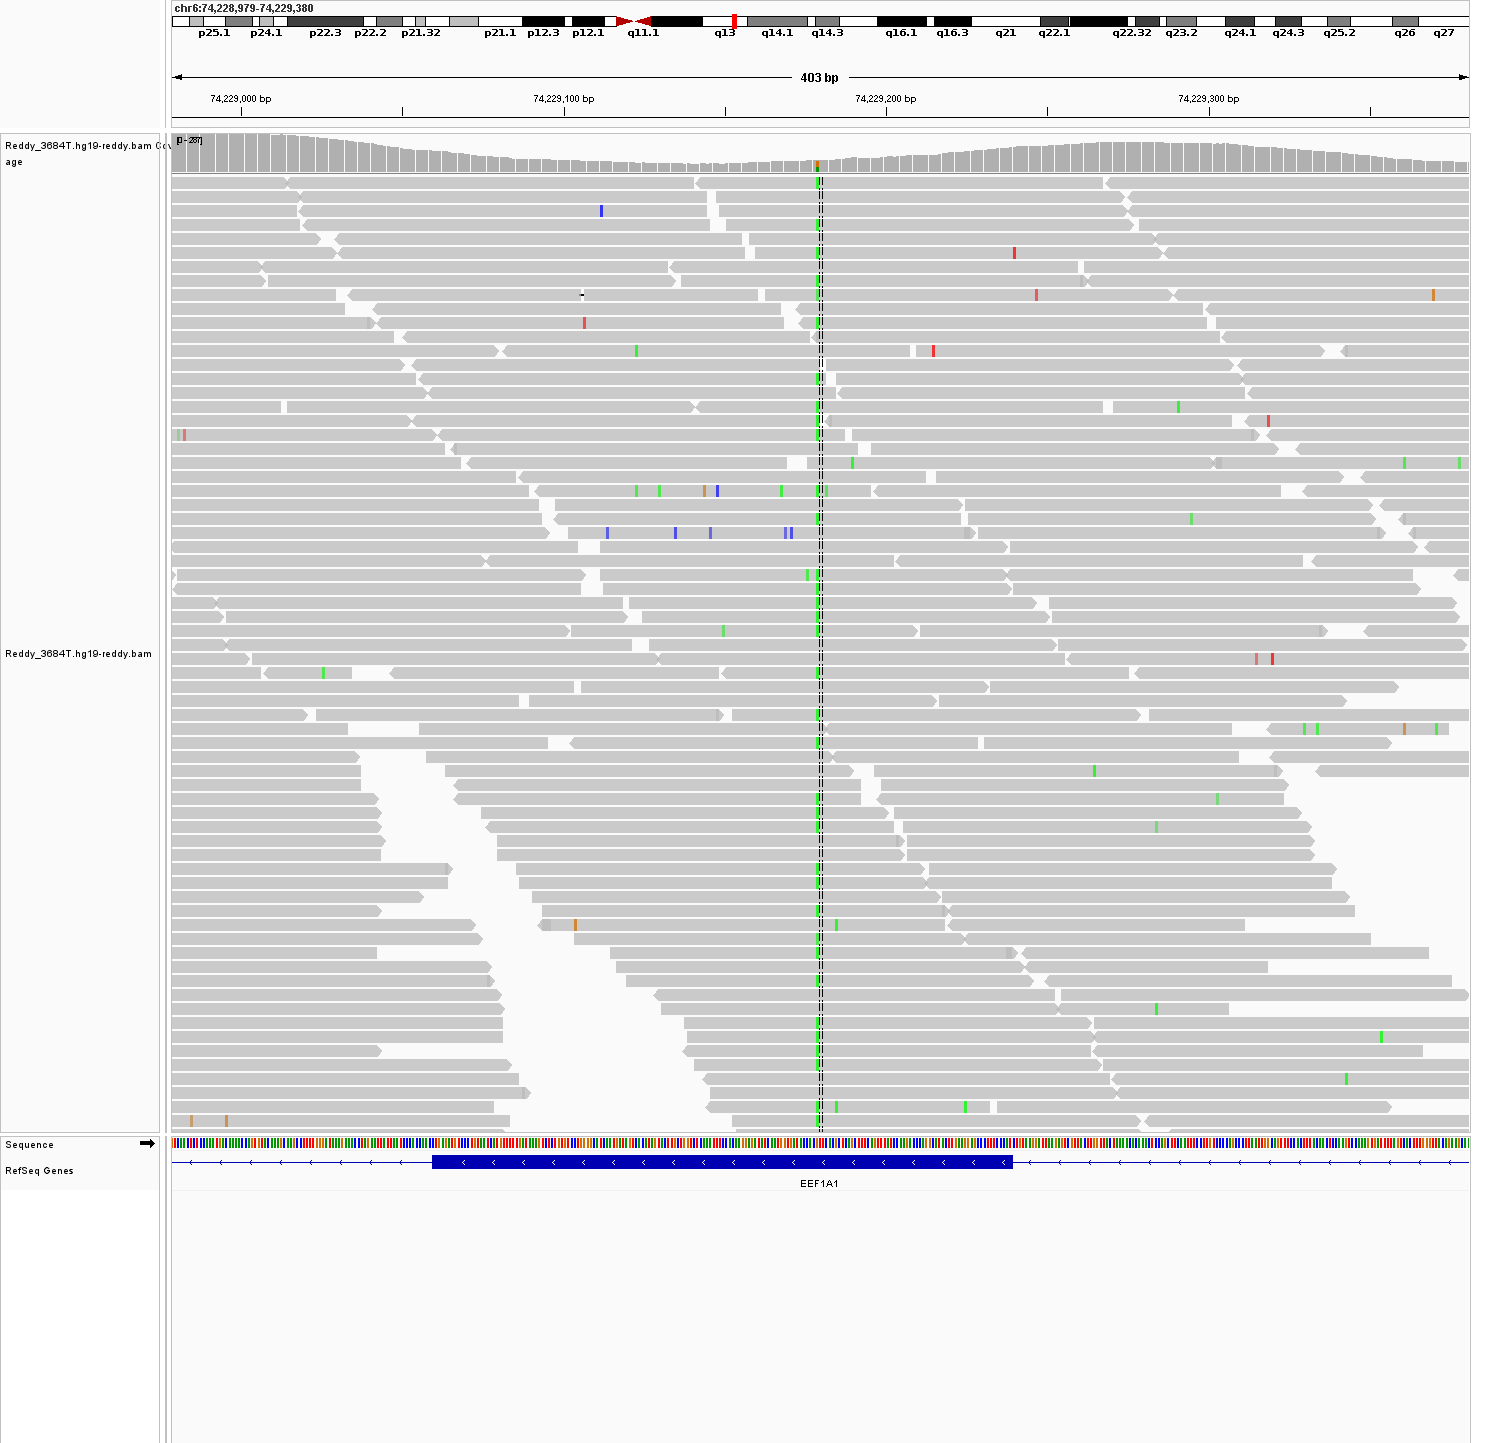 chr6:74,228,979-74,229,380
p25.1 p24.1 p22.3 p22.2 p21.32 p21.1 p12.3 p12.1 q11.1 q13 q14.1 q14.3 q16.1 q16.3 q21 q22.1 q22.32 q23.2 q24.1 q24.3 q25.2 q26 q27
403 bp
74,229,000 bp 74,229,100 bp 74,229,200 bp 74,229,300 bp
Reddy_3684T.hg19-reddy.bam Cov
age
[0 - 287]
Reddy_3684T.hg19-reddy.bam
Sequence
RefSeq Genes
EEF1A1